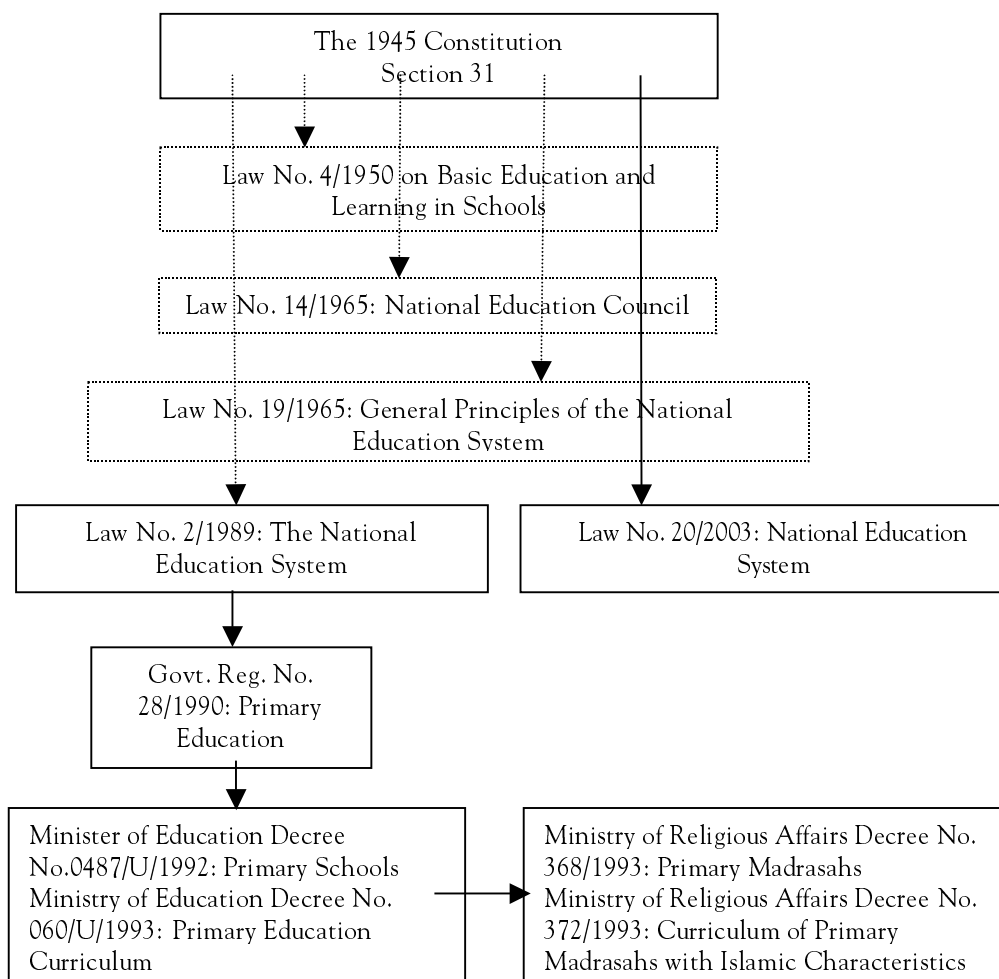 The 1945 Constitution
Section 31
Law No. 4/1950 on Basic Education and
Learning in Schools
Law No. 14/1965: National Education Council
Law No. 19/1965: General Principles of the National
Education System
Law No. 2/1989: The National
Education System
Law No. 20/2003: National Education
System
Govt. Reg. No.
28/1990: Primary
Education
Minister of Education Decree
No.0487/U/1992: Primary Schools
Ministry of Education Decree No.
060/U/1993: Primary Education
Curriculum
Ministry of Religious Affairs Decree No.
368/1993: Primary Madrasahs
Ministry of Religious Affairs Decree No.
372/1993: Curriculum of Primary
Madrasahs with Islamic Characteristics